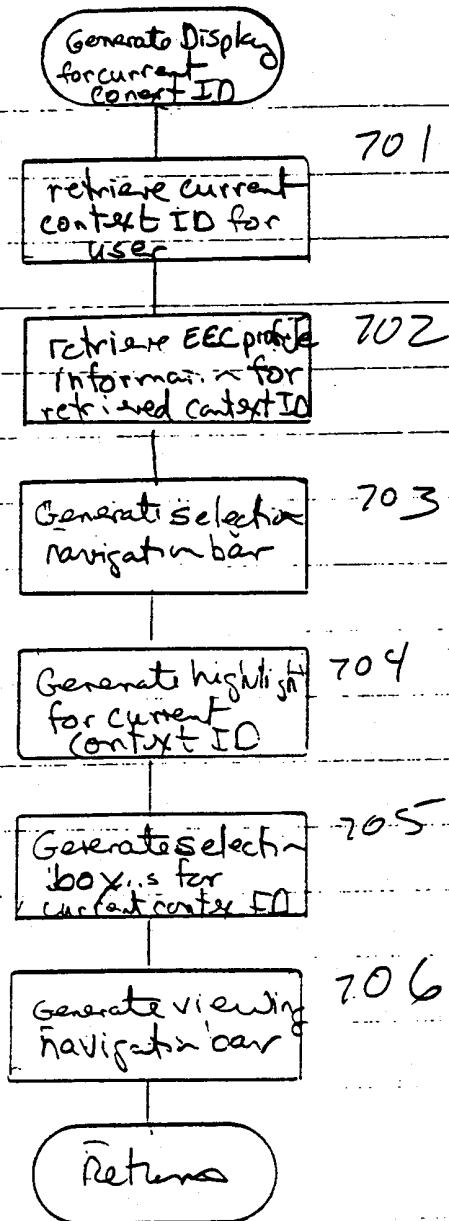 Generate Display
for current
conext ID
701
retrieve current
context ID for
user
702
retrieve EEC profile
information for
retrieved context ID
703
Generate selection
navigation bar
704
Generate highlight
for current
context ID
705
Generate selection
boxes for
current contex ID
706
Generate viewing
navigation bar
Return